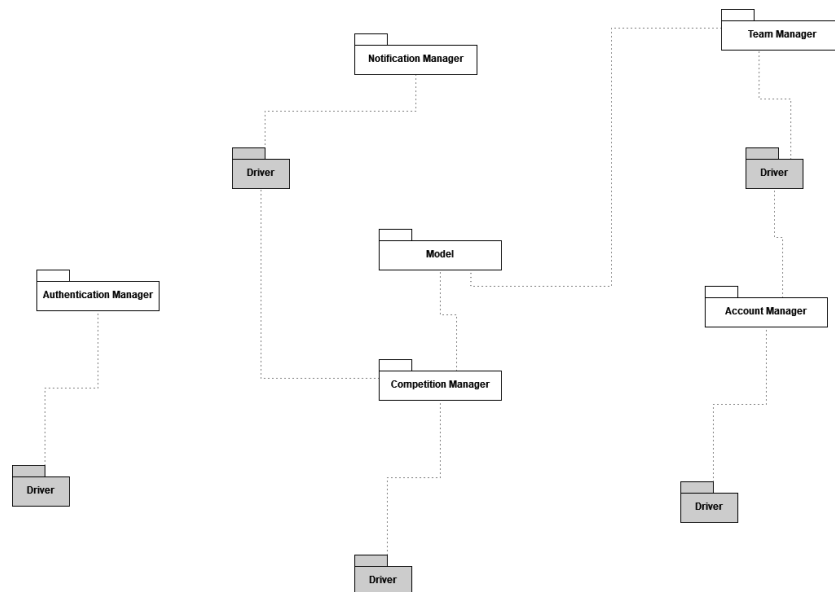 Team Manager
Notification Manager
Driver
Driver
Model
Authentication Manager
Account Manager
Competition Manager
Driver
Driver
Driver